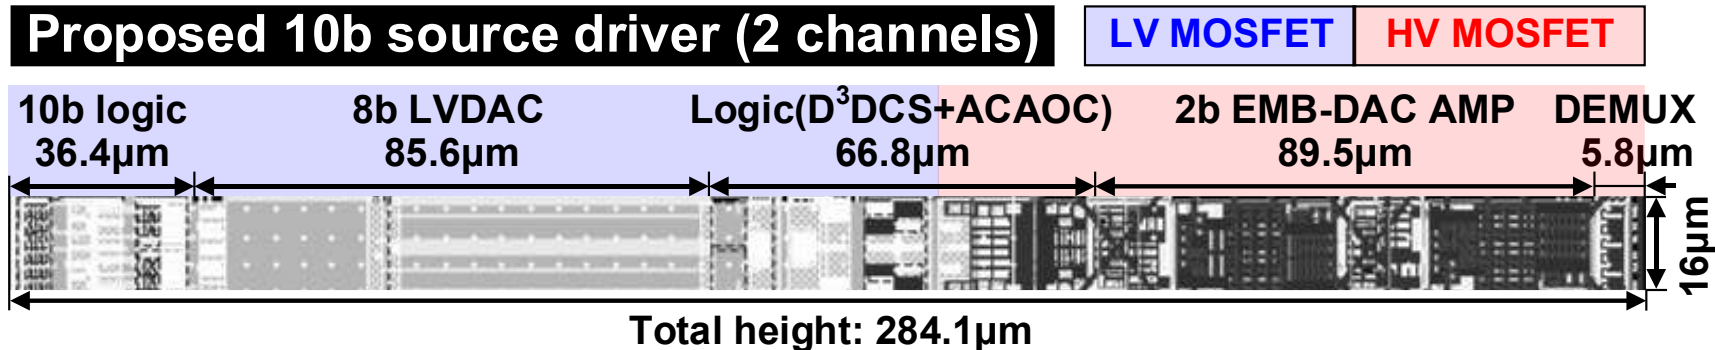 Proposed 10b source driver (2 channels)
LV MOSFET HV MOSFET
10b logic 8b LVDAC Logic(D³DCS+ACAOC) 2b EMB-DAC AMP DEMUX
36.4µm 85.6µm 66.8µm 89.5µm 5.8µm
16µm
Total height: 284.1µm